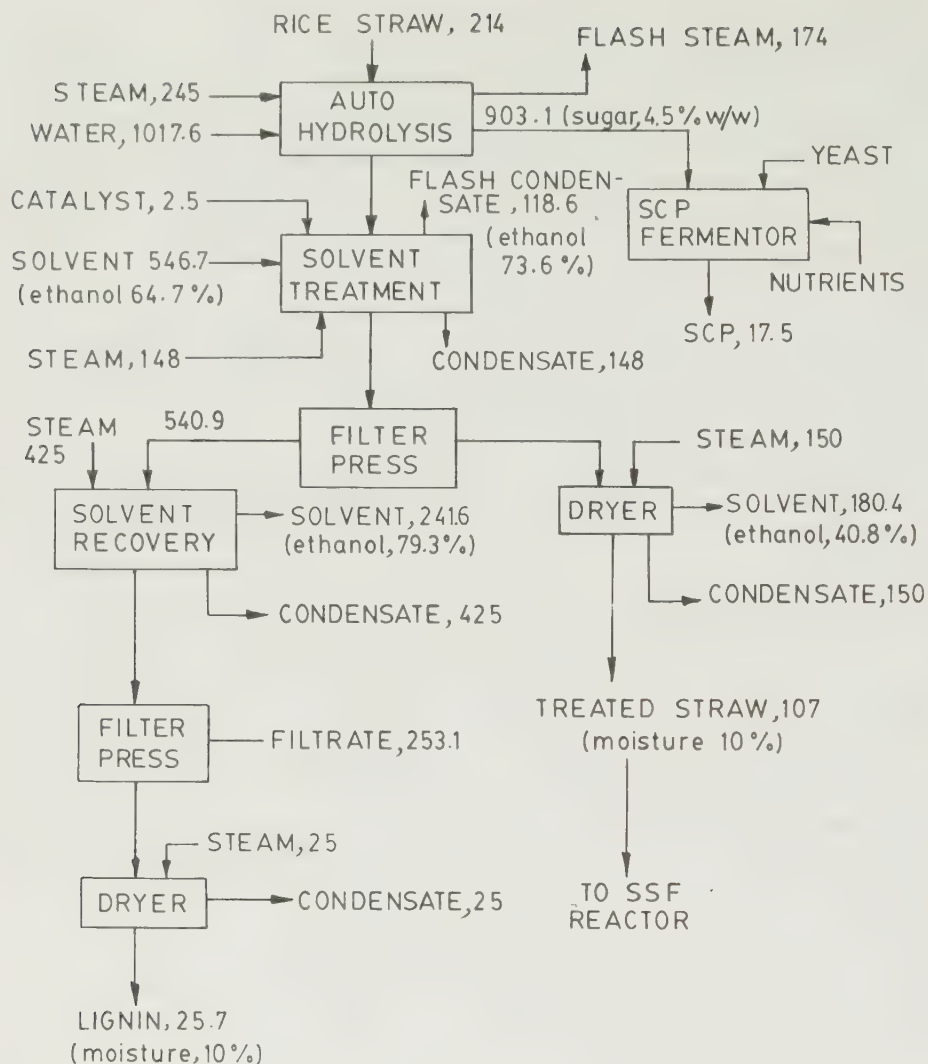 RICE STRAW, 214
FLASH STEAM, 174
STEAM, 245
WATER, 1017.6
AUTO
HYDROLYSIS
903.1 (sugar, 4.5% w/w)
YEAST
FLASH CONDEN-
SATE, 118.6
(ethanol
73.6%)
SCP
FERMENTOR
NUTRIENTS
SCP, 17.5
CATALYST, 2.5
SOLVENT 546.7
(ethanol 64.7%)
SOLVENT
TREATMENT
STEAM, 148
CONDENSATE, 148
STEAM
425
540.9
FILTER
PRESS
STEAM, 150
SOLVENT
RECOVERY
SOLVENT, 241.6
(ethanol, 79.3%)
DRYER
SOLVENT, 180.4
(ethanol, 40.8%)
CONDENSATE, 425
CONDENSATE, 150
FILTER
PRESS
FILTRATE, 253.1
TREATED STRAW, 107
(moisture 10%)
STEAM, 25
DRYER
CONDENSATE, 25
TO SSF
REACTOR
LIGNIN, 25.7
(moisture, 10%)